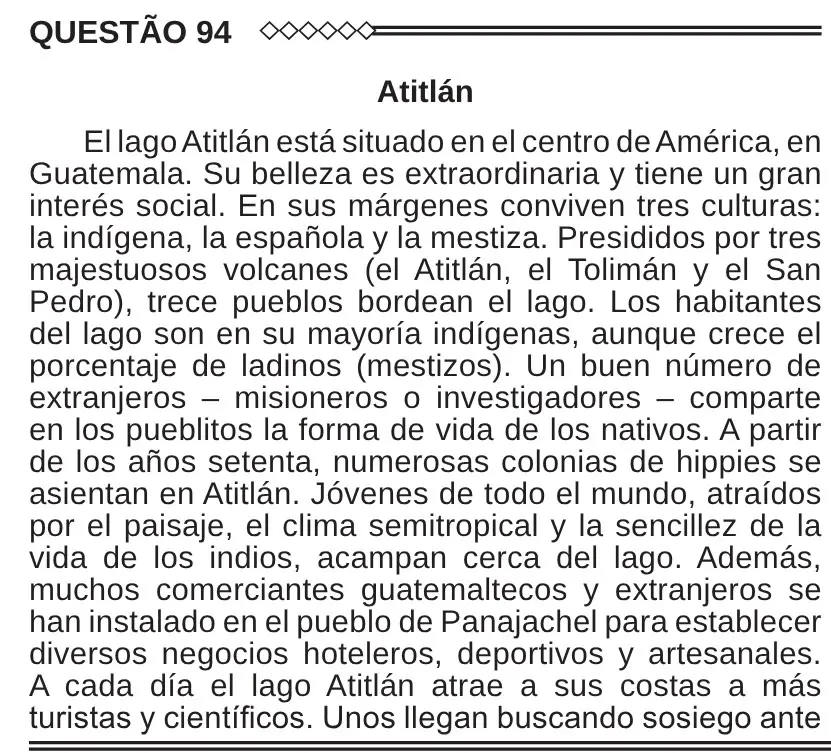 QUESTÃO 94
Atitlán
El lago Atitlán está situado en el centro de América, en
Guatemala. Su belleza es extraordinaria y tiene un gran
interés social. En sus márgenes conviven tres culturas:
la indígena, la española y la mestiza. Presididos por tres
majestuosos volcanes (el Atitlán, el Tolimán y el San
Pedro), trece pueblos bordean el lago. Los habitantes
del lago son en su mayoría indígenas, aunque crece el
porcentaje de ladinos (mestizos). Un buen número de
extranjeros – misioneros o investigadores – comparte
en los pueblitos la forma de vida de los nativos. A partir
de los años setenta, numerosas colonias de hippies se
asientan en Atitlán. Jóvenes de todo el mundo, atraídos
por el paisaje, el clima semitropical y la sencillez de la
vida de los indios, acampan cerca del lago. Además,
muchos comerciantes guatemaltecos y extranjeros se
han instalado en el pueblo de Panajachel para establecer
diversos negocios hoteleros, deportivos y artesanales.
A cada día el lago Atitlán atrae a sus costas a más
turistas y científicos. Unos llegan buscando sosiego ante